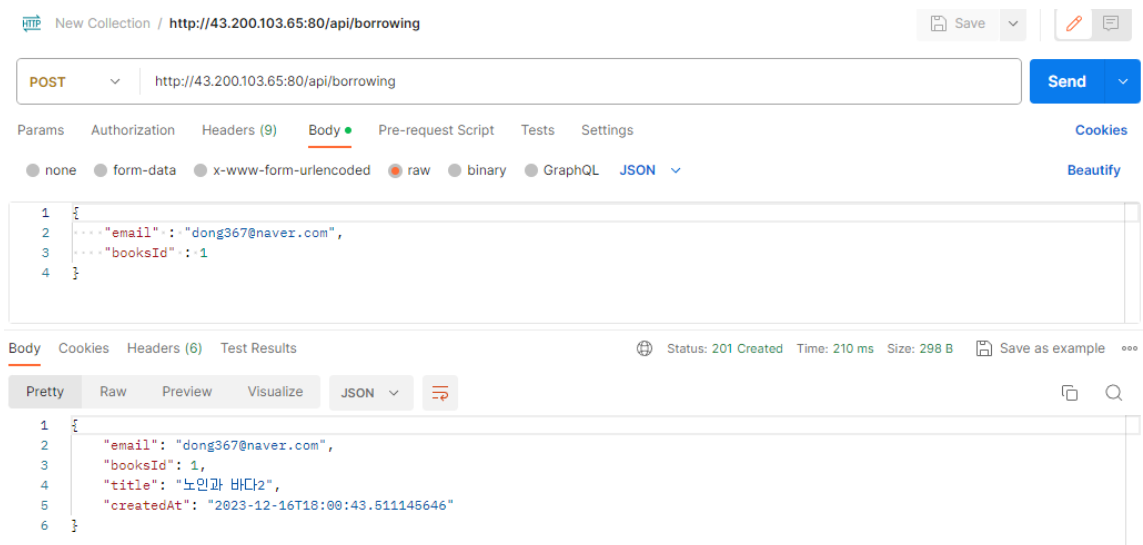 HTTP New Collection / http://43.200.103.65:80/api/borrowing Save
POST http://43.200.103.65:80/api/borrowing Send
Params Authorization Headers (9) Body Pre-request Script Tests Settings Cookies
none form-data x-www-form-urlencoded raw binary GraphQL JSON Beautify
1 {
2 "email" : "dong367@naver.com",
3 "booksId" : 1
4 }
Body Cookies Headers (6) Test Results Status: 201 Created Time: 210 ms Size: 298 B Save as example
Pretty Raw Preview Visualize JSON
1 {
2 "email": "dong367@naver.com",
3 "booksId": 1,
4 "title": "노인과 바다2",
5 "createdAt": "2023-12-16T18:00:43.511145646"
6 }